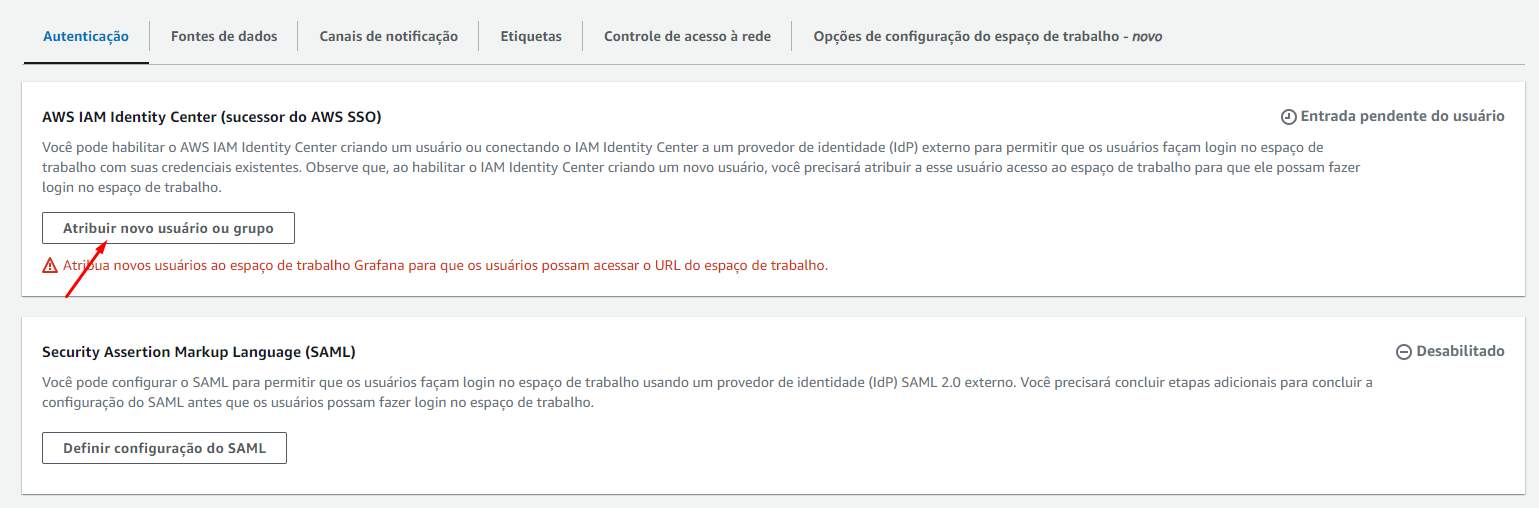 Autenticação
Fontes de dados
Canais de notificação
Etiquetas
Controle de acesso à rede
Opções de configuração do espaço de trabalho - novo
AWS IAM Identity Center (sucessor do AWS SSO)
Entrada pendente do usuário
Você pode habilitar o AWS IAM Identity Center criando um usuário ou conectando o IAM Identity Center a um provedor de identidade (IdP) externo para permitir que os usuários façam login no espaço de
trabalho com suas credenciais existentes. Observe que, ao habilitar o IAM Identity Center criando um novo usuário, você precisará atribuir a esse usuário acesso ao espaço de trabalho para que ele possam fazer
login no espaço de trabalho.
Atribuir novo usuário ou grupo
Atribua novos usuários ao espaço de trabalho Grafana para que os usuários possam acessar o URL do espaço de trabalho.
Security Assertion Markup Language (SAML)
Desabilitado
Você pode configurar o SAML para permitir que os usuários façam login no espaço de trabalho usando um provedor de identidade (IdP) SAML 2.0 externo. Você precisará concluir etapas adicionais para concluir a
configuração do SAML antes que os usuários possam fazer login no espaço de trabalho.
Definir configuração do SAML